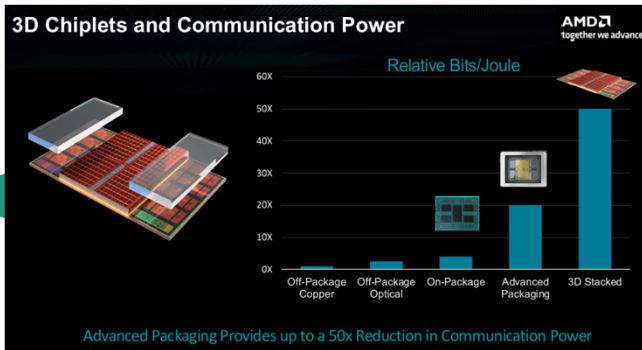 3D Chiplets and Communication Power
AMD
together we advance
Relative Bits/Joule
60X
50X
40X
30X
20X
10X
0X
Off-Package Copper
Off-Package Optical
On-Package
Advanced Packaging
3D Stacked
Advanced Packaging Provides up to a 50x Reduction in Communication Power